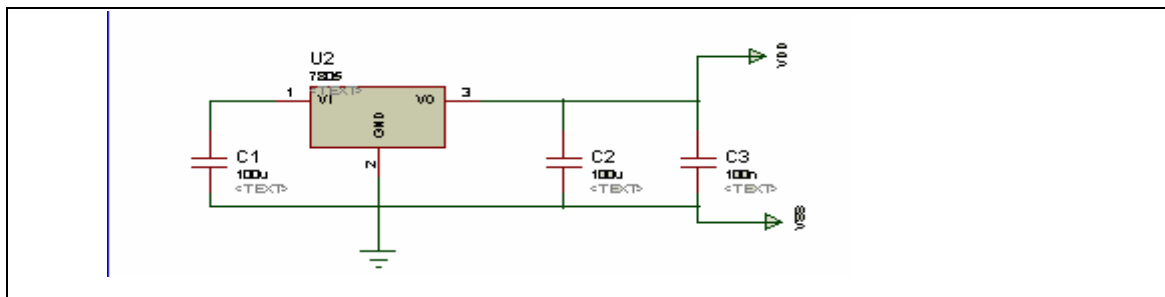 U2
7805
<TEXT>
1
VI
VO
3
GND
2
VDD
C1
100u
<TEXT>
C2
100u
<TEXT>
C3
100n
<TEXT>
VSS